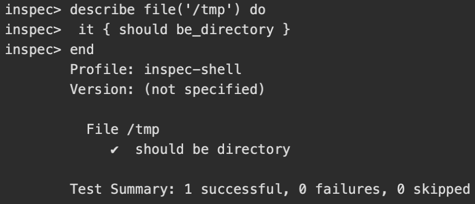 inspec> describe file('/tmp') do
inspec>  it { should be_directory }
inspec> end
Profile: inspec-shell
Version: (not specified)
File /tmp
✔  should be directory
Test Summary: 1 successful, 0 failures, 0 skipped